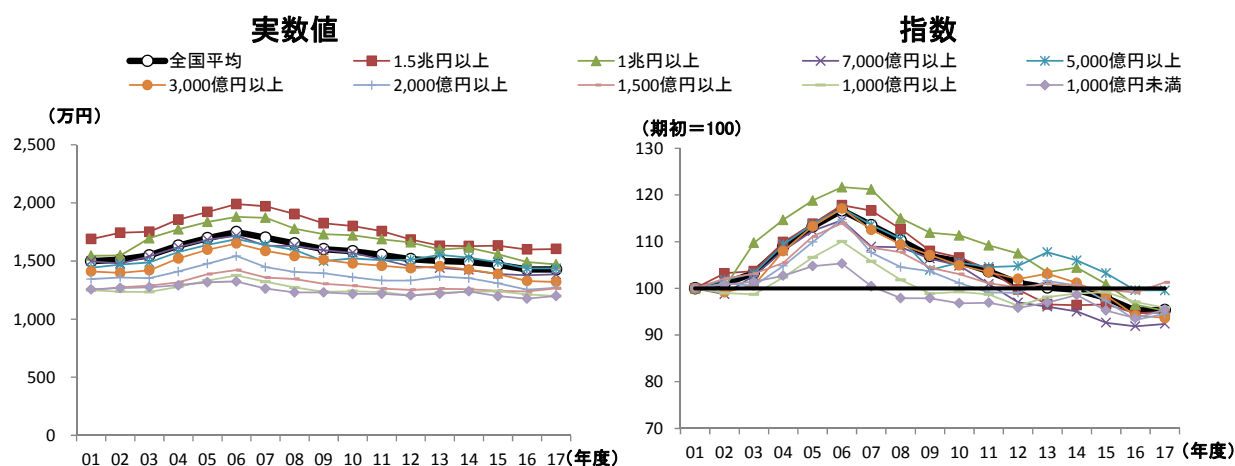 実数値 指数
全国平均 1.5兆円以上 1兆円以上 7,000億円以上 5,000億円以上
3,000億円以上 2,000億円以上 1,500億円以上 1,000億円以上 1,000億円未満
(万円)
2,500
2,000
1,500
1,000
500
0
01 02 03 04 05 06 07 08 09 10 11 12 13 14 15 16 17 (年度)
(期初=100)
130
120
110
100
90
80
70
01 02 03 04 05 06 07 08 09 10 11 12 13 14 15 16 17 (年度)